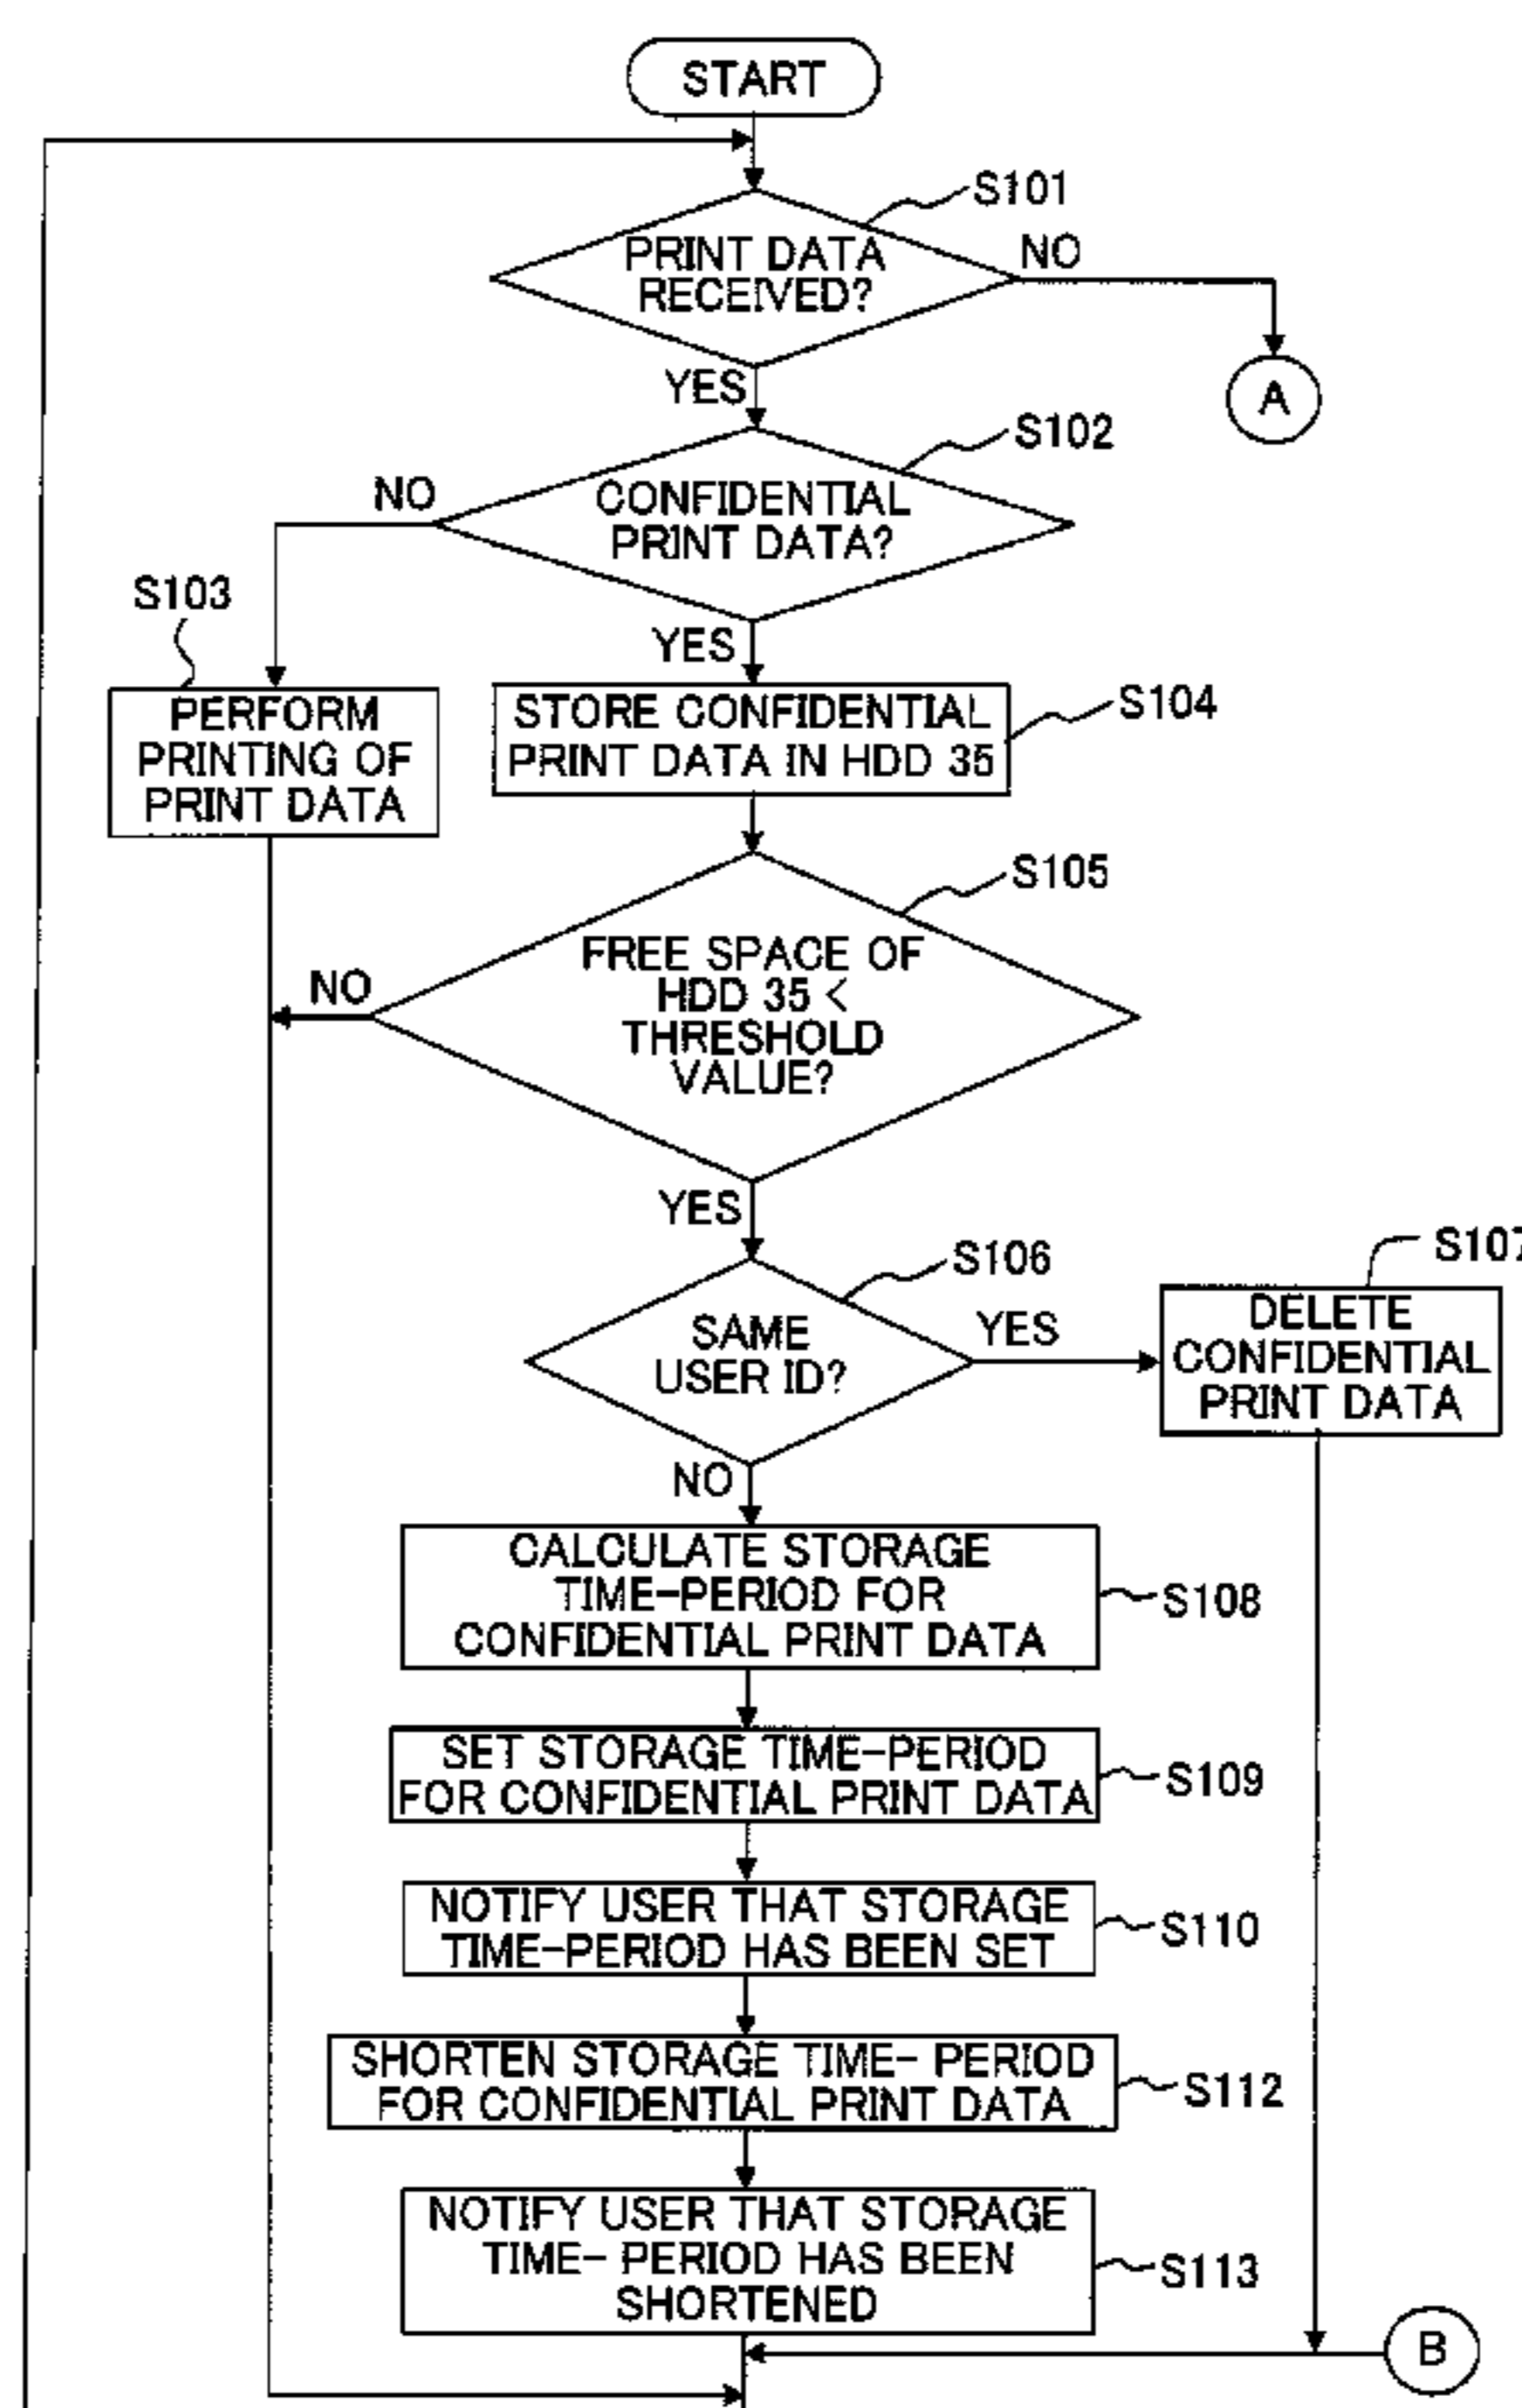 START
S101
PRINT DATA
RECEIVED?
NO
A
YES
S102
CONFIDENTIAL
PRINT DATA?
NO
S103
YES
PERFORM
PRINTING OF
PRINT DATA
STORE CONFIDENTIAL
PRINT DATA IN HDD 35
S104
S105
FREE SPACE OF
HDD 35 <
THRESHOLD
VALUE?
NO
YES
S106
SAME
USER ID?
YES
S107
DELETE
CONFIDENTIAL
PRINT DATA
NO
CALCULATE STORAGE
TIME-PERIOD FOR
CONFIDENTIAL PRINT DATA
S108
SET STORAGE TIME-PERIOD
FOR CONFIDENTIAL PRINT DATA
S109
NOTIFY USER THAT STORAGE
TIME-PERIOD HAS BEEN SET
S110
SHORTEN STORAGE TIME- PERIOD
FOR CONFIDENTIAL PRINT DATA
S112
NOTIFY USER THAT STORAGE
TIME- PERIOD HAS BEEN
SHORTENED
S113
B